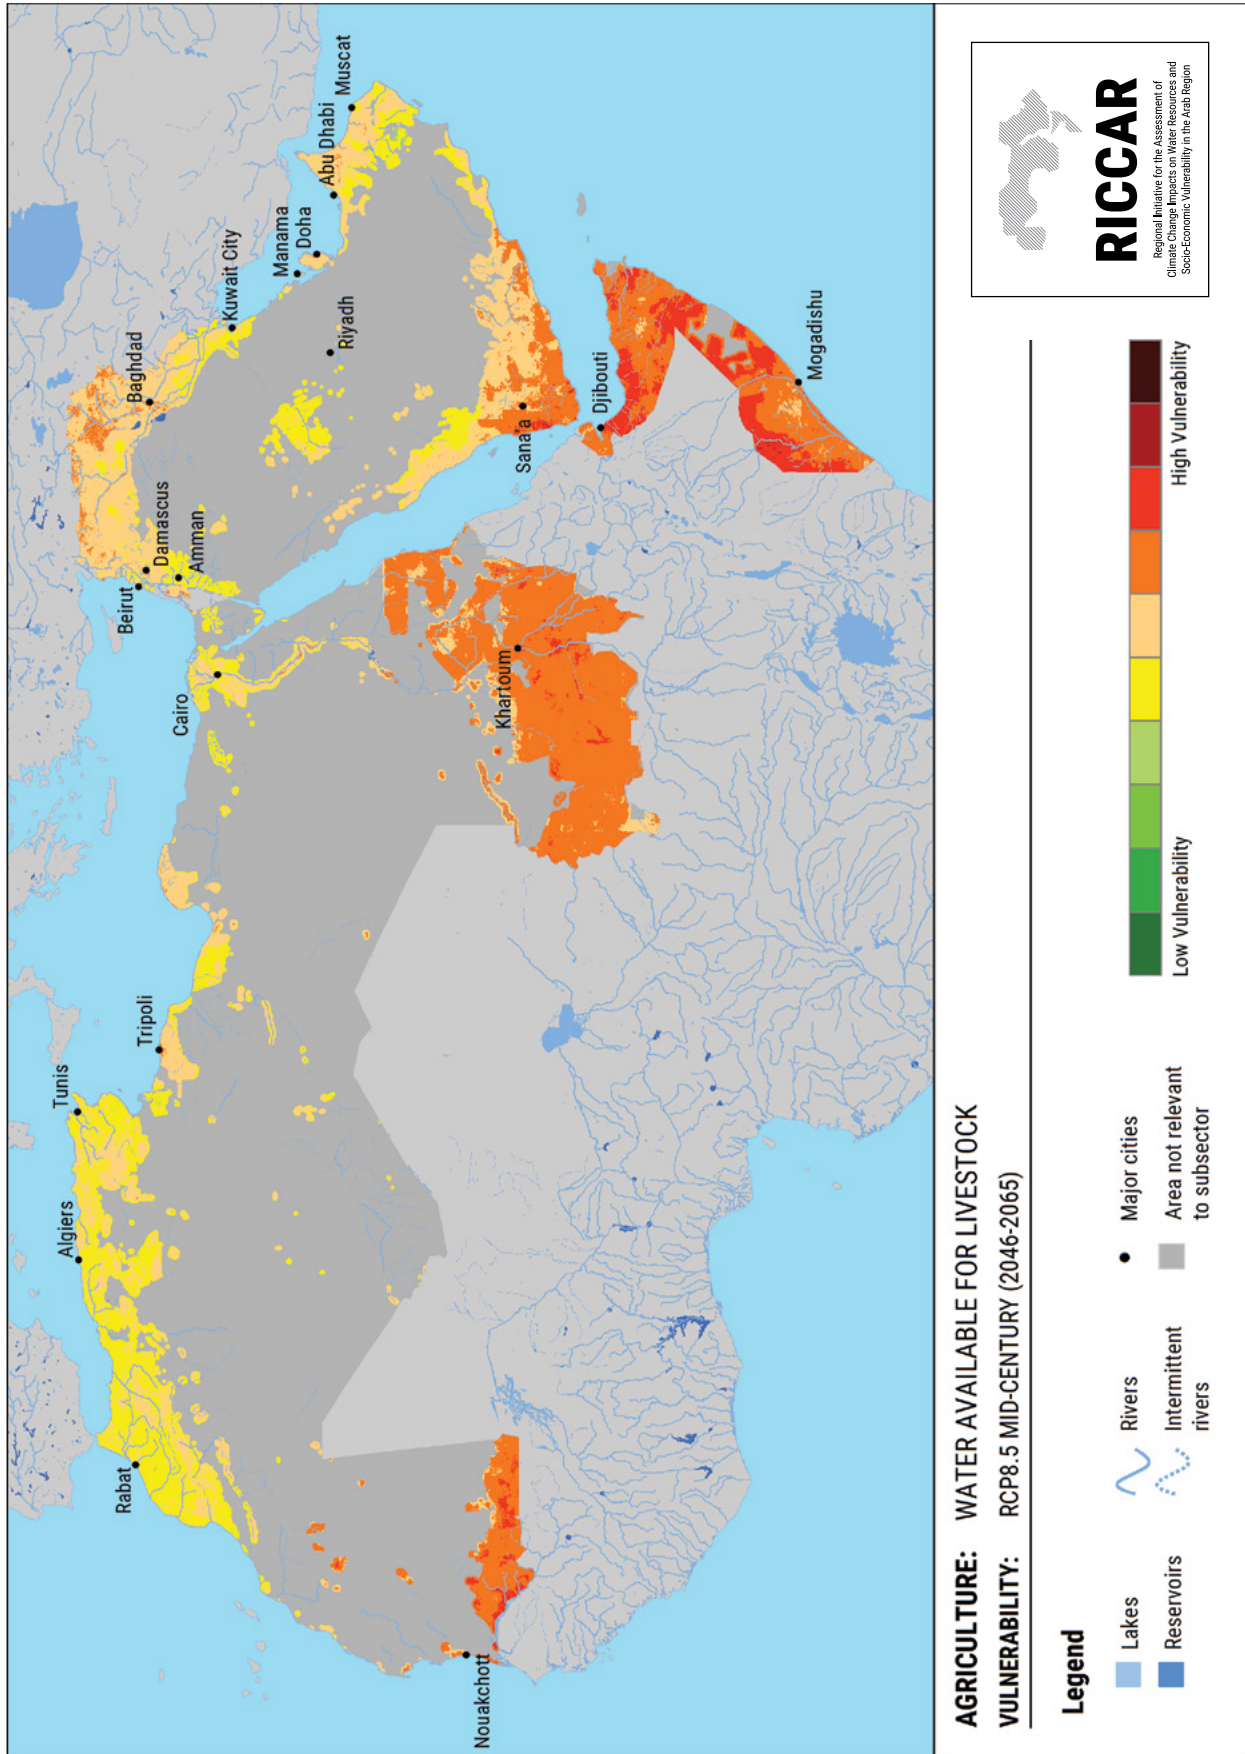 Tunis
Algiers
Tripoli
Rabat
Beirut
Damascus
Amman
Baghdad
Cairo
Kuwait City
Manama
Doha
Abu Dhabi
Muscat
Riyadh
Nouakchott
Khartoum
Sana'a
Djibouti
Mogadishu
AGRICULTURE: WATER AVAILABLE FOR LIVESTOCK
VULNERABILITY: RCP8.5 MID-CENTURY (2046-2065)
Legend
Lakes
Reservoirs
Rivers
Intermittent
rivers
Major cities
Area not relevant
to subsector
Low Vulnerability
High Vulnerability
RICCAR
Regional Initiative for the Assessment of
Climate Change Impacts on Water Resources and
Socio-Economic Vulnerability in the Arab Region